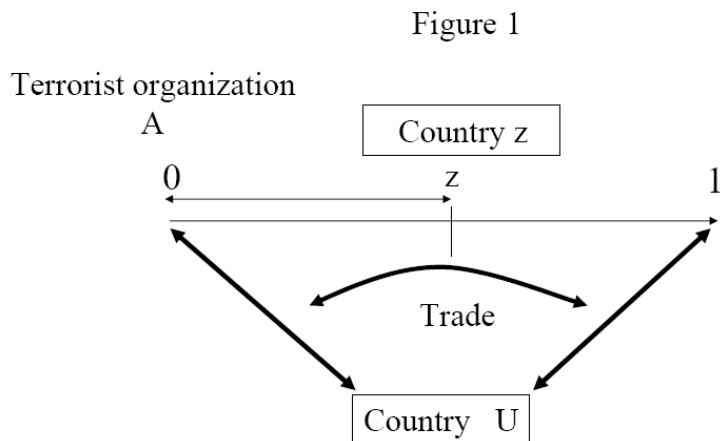 Figure 1
Terrorist organization
A
Country z
0
z
1
Trade
Country U